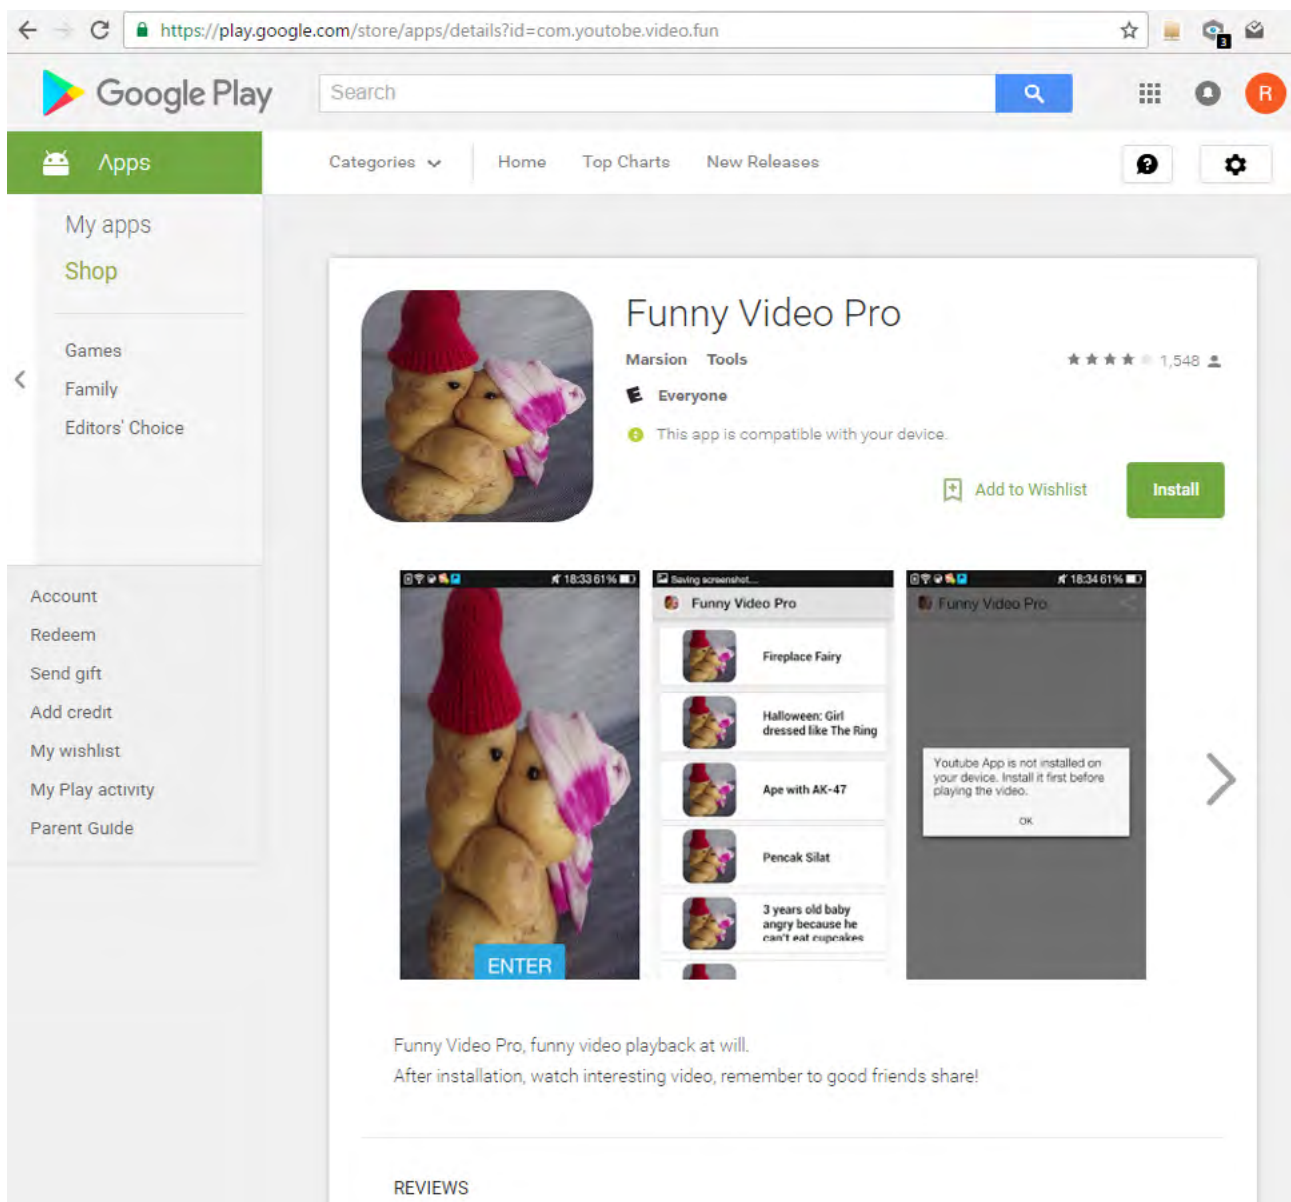 https://play.google.com/store/apps/details?id=com.youtobe.video.fun
3
Google Play
Search
R
Apps
Categories
Home
Top Charts
New Releases
My apps
Shop
Games
Family
Editors' Choice
Account
Redeem
Send gift
Add credit
My wishlist
My Play activity
Parent Guide
Funny Video Pro
Marsion Tools
1,548
E Everyone
This app is compatible with your device.
Add to Wishlist
Install
18:33 61%
ENTER
Saving screenshot...
Funny Video Pro
Fireplace Fairy
Halloween: Girl
dressed like The Ring
Ape with AK-47
Pencak Silat
3 years old baby
angry because he
can't eat cupcakes
18:34 61%
Funny Video Pro
Youtube App is not installed on
your device. Install it first before
playing the video.
OK
Funny Video Pro, funny video playback at will.
After installation, watch interesting video, remember to good friends share!
REVIEWS